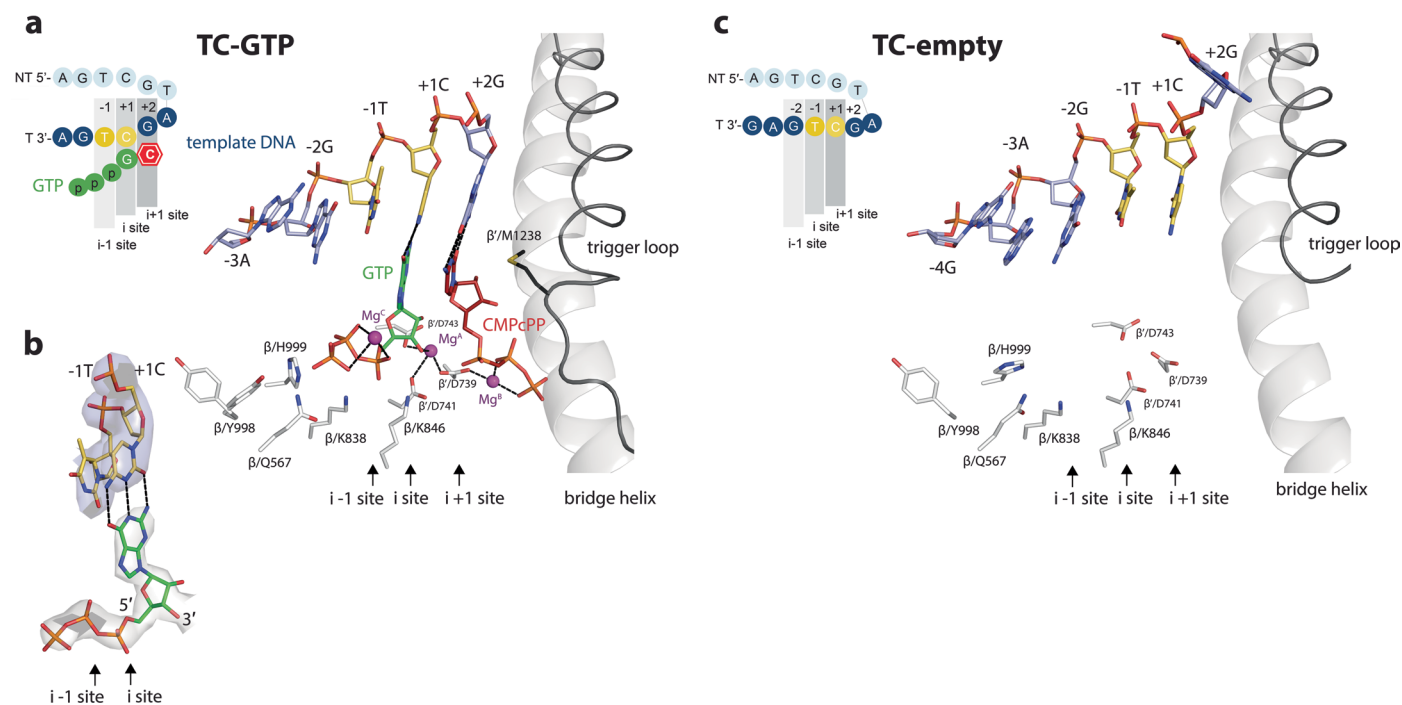 a
TC-GTP
NT 5′- A G T C G T
-1 +1 +2
A
T 3′- A G T C G
template DNA
G C
GTP p p p
i+1 site
i site
i-1 site
-3A
-2G
-1T
+1C
+2G
GTP
β′/M1238
trigger loop
Mg^C
β′/D743
Mg^A
CMPcPP
β/H999
β′/D739
Mg^B
β/Y998
β′/D741
β/K838
β/K846
β/Q567
i -1 site
i site
i +1 site
bridge helix
b
-1T
+1C
5′
3′
i -1 site
i site
c
TC-empty
NT 5′- A G T C G T
-2 -1 +1 +2
T 3′- G A G T C G A
i+1 site
i site
i-1 site
-4G
-3A
-2G
-1T
+1C
+2G
trigger loop
β′/D743
β/H999
β′/D739
β′/D741
β/Y998
β/K838
β/K846
β/Q567
i -1 site
i site
i +1 site
bridge helix